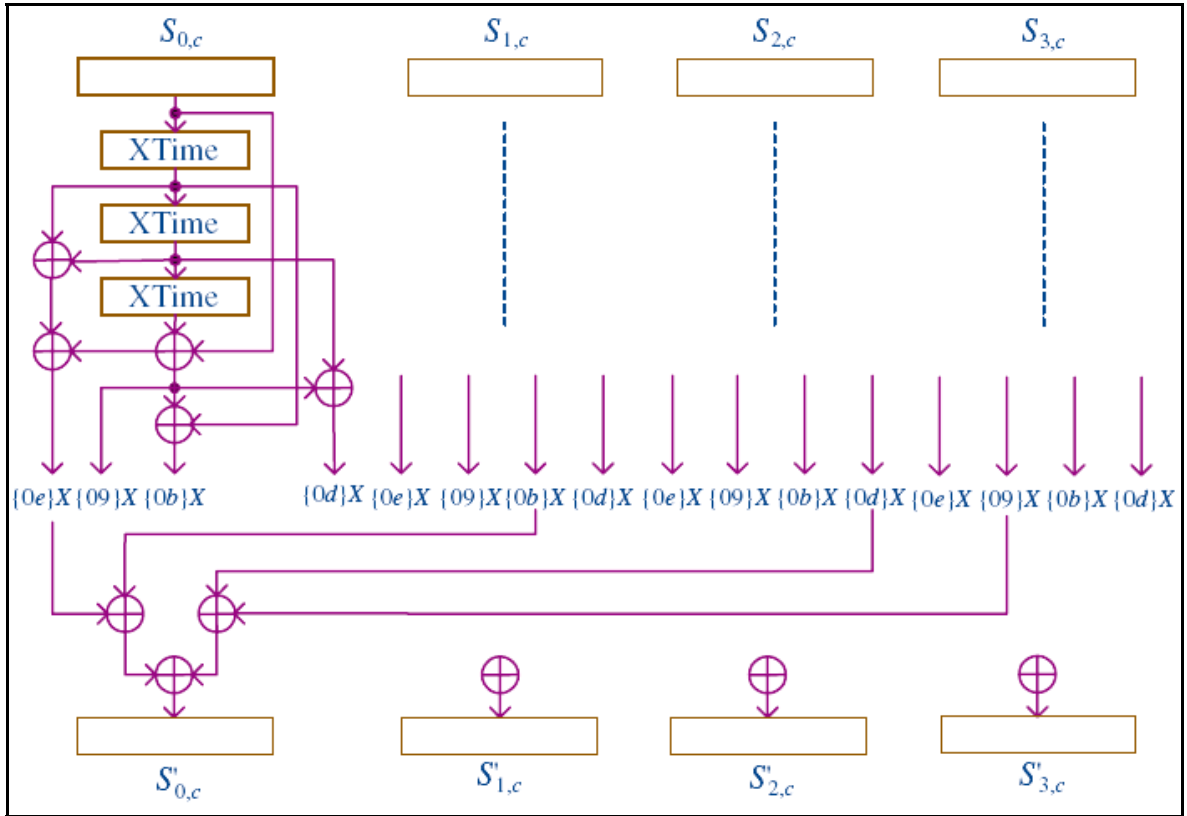 S0,c S1,c S2,c S3,c
XTime
XTime
XTime
{0e}X {09}X {0b}X {0d}X {0e}X {09}X {0b}X {0d}X {0e}X {09}X {0b}X {0d}X {0e}X {09}X {0b}X {0d}X
S'0,c S'1,c S'2,c S'3,c